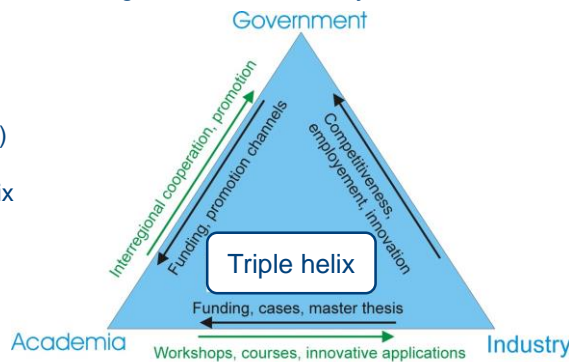 Government
)
ix
Interregional cooperation, promotion
Funding, promotion channels
Competitiveness,
employement, innovation
Triple helix
Funding, cases, master thesis
Academia
Industry
Workshops, courses, innovative applications